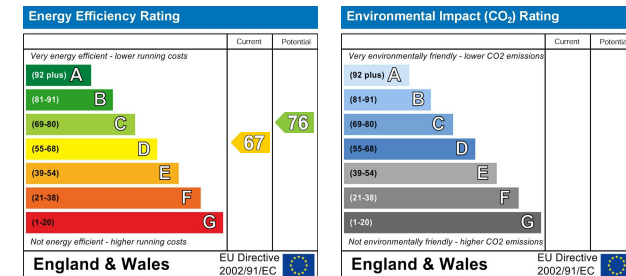 Energy Efficiency Rating
Current Potential
Very energy efficient - lower running costs
(92 plus) A
(81-91) B
(69-80) C
(55-68) D
(39-54) E
(21-38) F
(1-20) G
67
76
Not energy efficient - higher running costs
England & Wales
EU Directive
2002/91/EC
Environmental Impact (CO₂) Rating
Current Potential
Very environmentally friendly - lower CO2 emissions
(92 plus) A
(81-91) B
(69-80) C
(55-68) D
(39-54) E
(21-38) F
(1-20) G
Not environmentally friendly - higher CO2 emissions
England & Wales
EU Directive
2002/91/EC